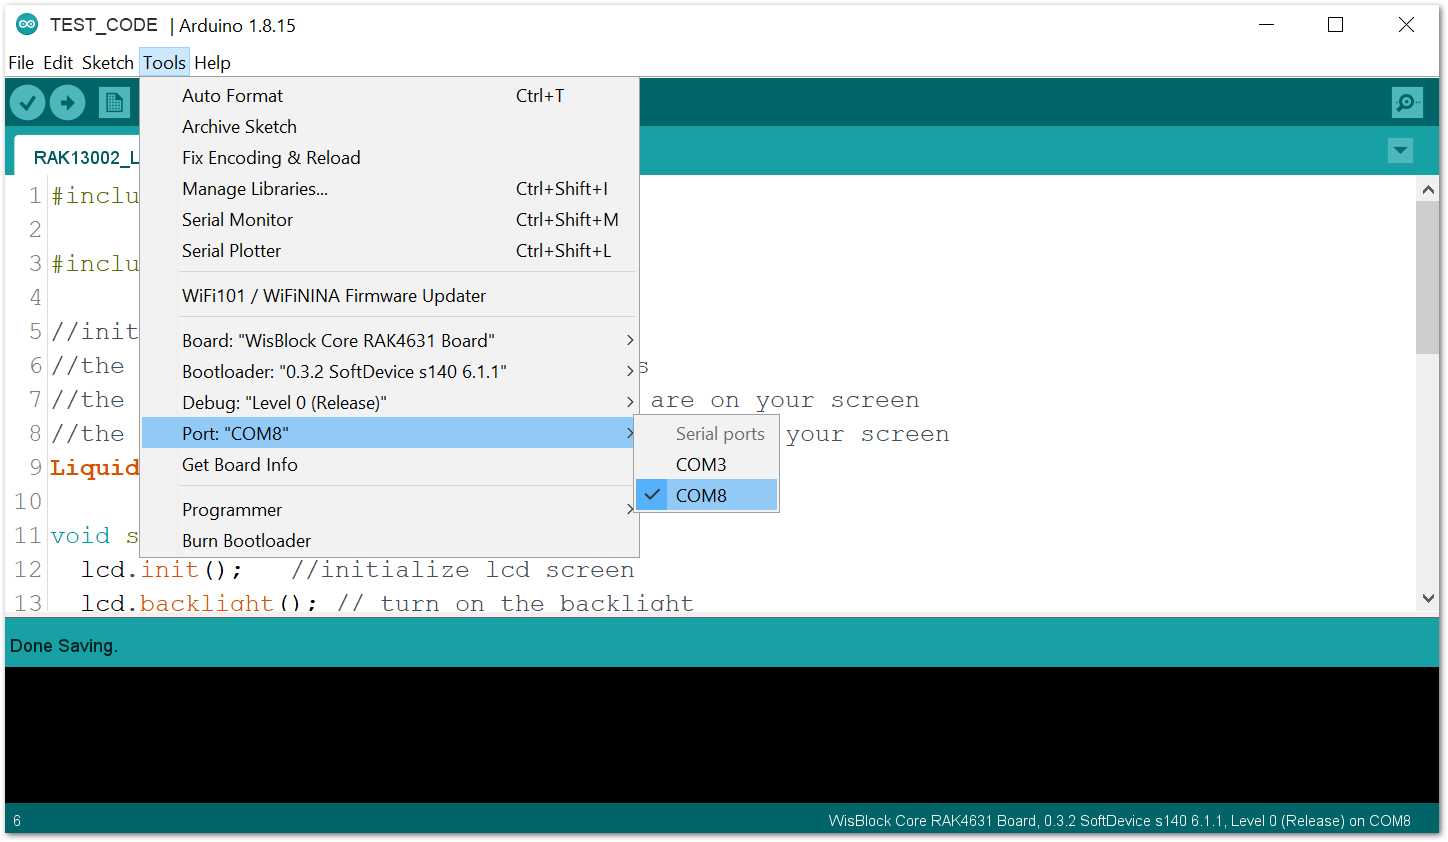 TEST_CODE | Arduino 1.8.15
File Edit Sketch Tools Help
Auto Format Ctrl+T
Archive Sketch
Fix Encoding & Reload
Manage Libraries... Ctrl+Shift+I
Serial Monitor Ctrl+Shift+M
Serial Plotter Ctrl+Shift+L
WiFi101 / WiFiNINA Firmware Updater
Board: "WisBlock Core RAK4631 Board"
Bootloader: "0.3.2 SoftDevice s140 6.1.1"
Debug: "Level 0 (Release)"
Port: "COM8"
Get Board Info
Programmer
Burn Bootloader
Serial ports
COM3
COM8
RAK13002_L
1 #inclu
2
3 #inclu
4
5 //init
6 //the s
7 //the are on your screen
8 //the your screen
9 Liquid
10
11 void s
12 lcd.init(); //initialize lcd screen
13 lcd.backlight(); // turn on the backlight
Done Saving.
6 WisBlock Core RAK4631 Board, 0.3.2 SoftDevice s140 6.1.1, Level 0 (Release) on COM8